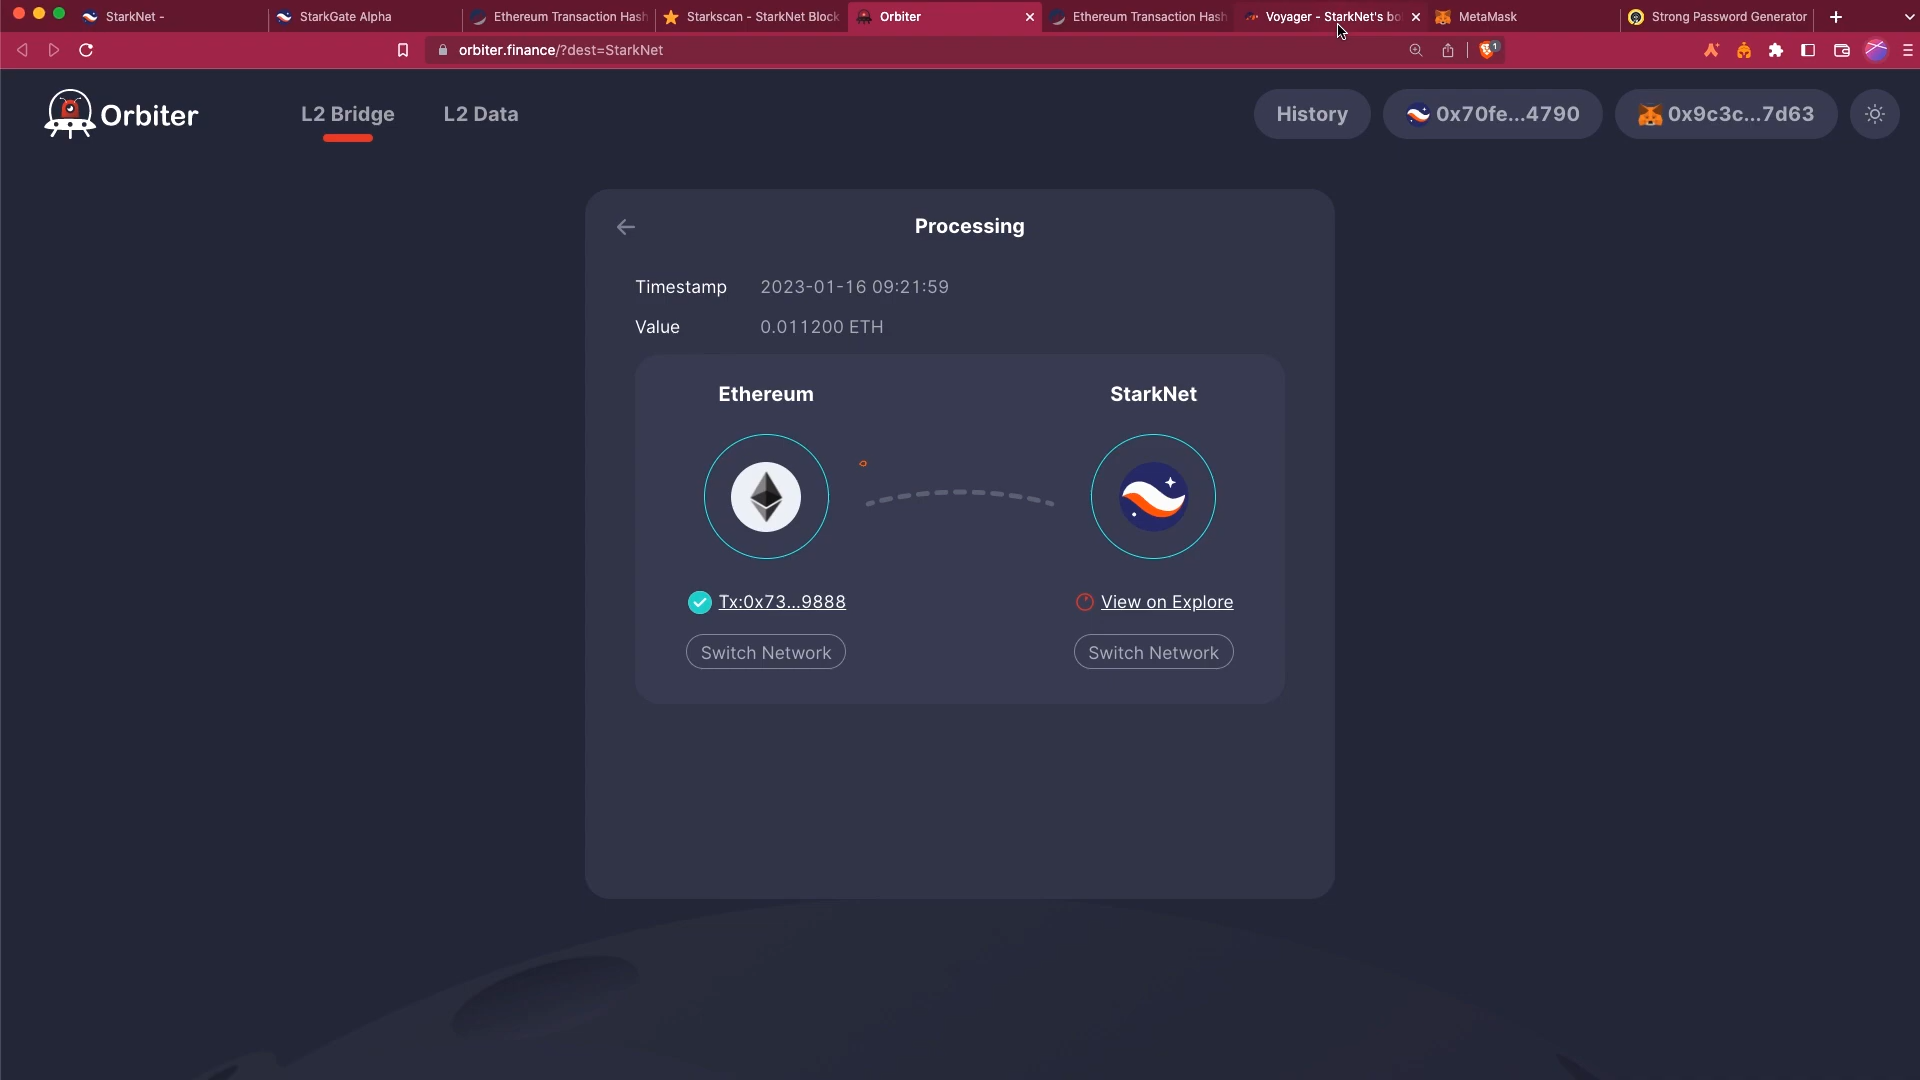 StarkNet -
StarkGate Alpha
Ethereum Transaction Hash
Starkscan - StarkNet Block
Orbiter
Ethereum Transaction Hash
Voyager - StarkNet's bo
MetaMask
Strong Password Generator
orbiter.finance/?dest=StarkNet
1
Orbiter
L2 Bridge
L2 Data
History
0x70fe...4790
0x9c3c...7d63
Processing
Timestamp 2023-01-16 09:21:59
Value 0.011200 ETH
Ethereum StarkNet
Tx:0x73...9888 View on Explore
Switch Network Switch Network